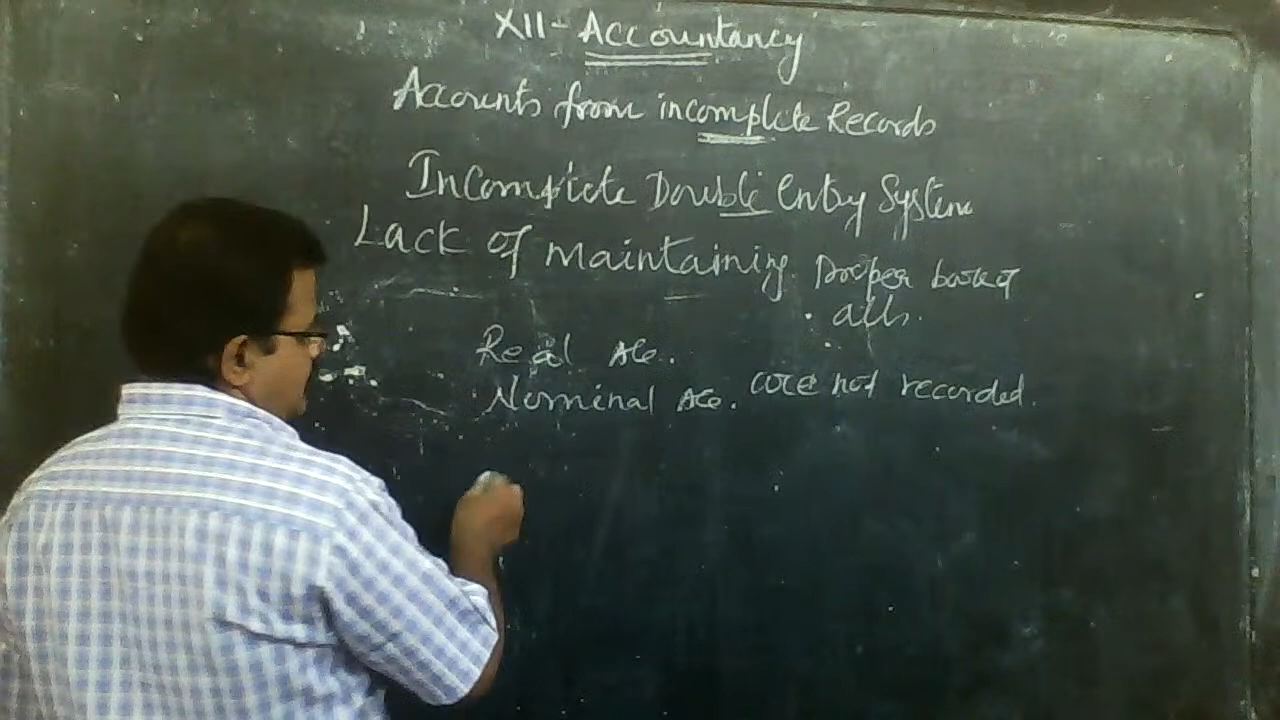 XII - Accountancy
Accounts from incomplete Records
Incomplete Double Entry System
Lack of maintaining Proper book of
a/cs.
Real A/c.
Nominal A/c. are not recorded.